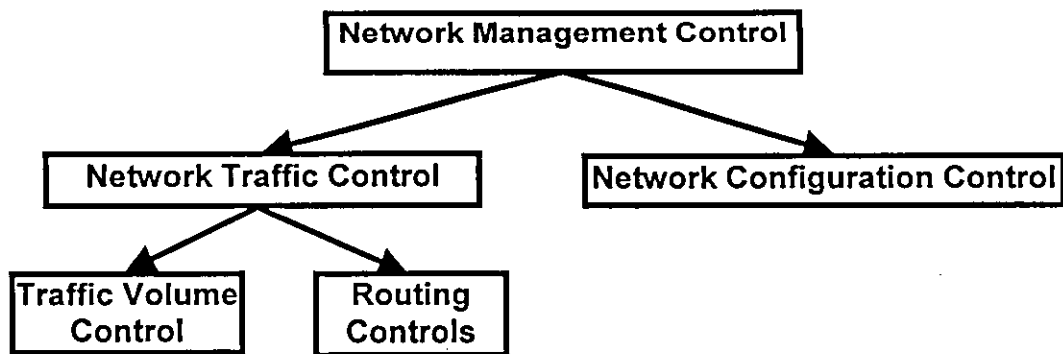 Network Management Control
Network Traffic Control
Network Configuration Control
Traffic Volume
Control
Routing
Controls